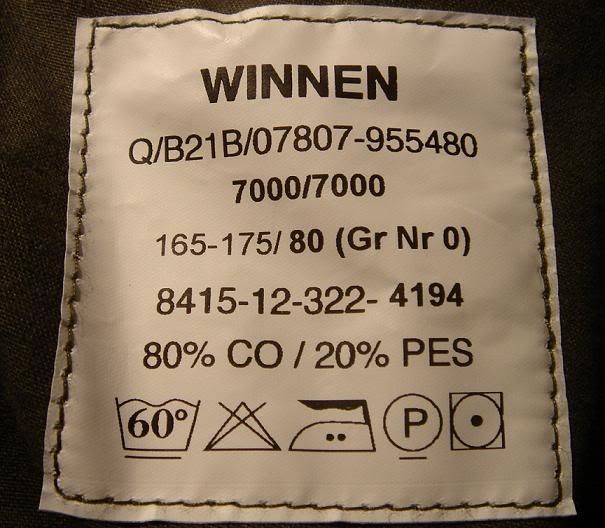 WINNEN
Q/B21B/07807-955480
7000/7000
165-175/ 80 (Gr Nr 0)
8415-12-322- 4194
80% CO / 20% PES
60° P